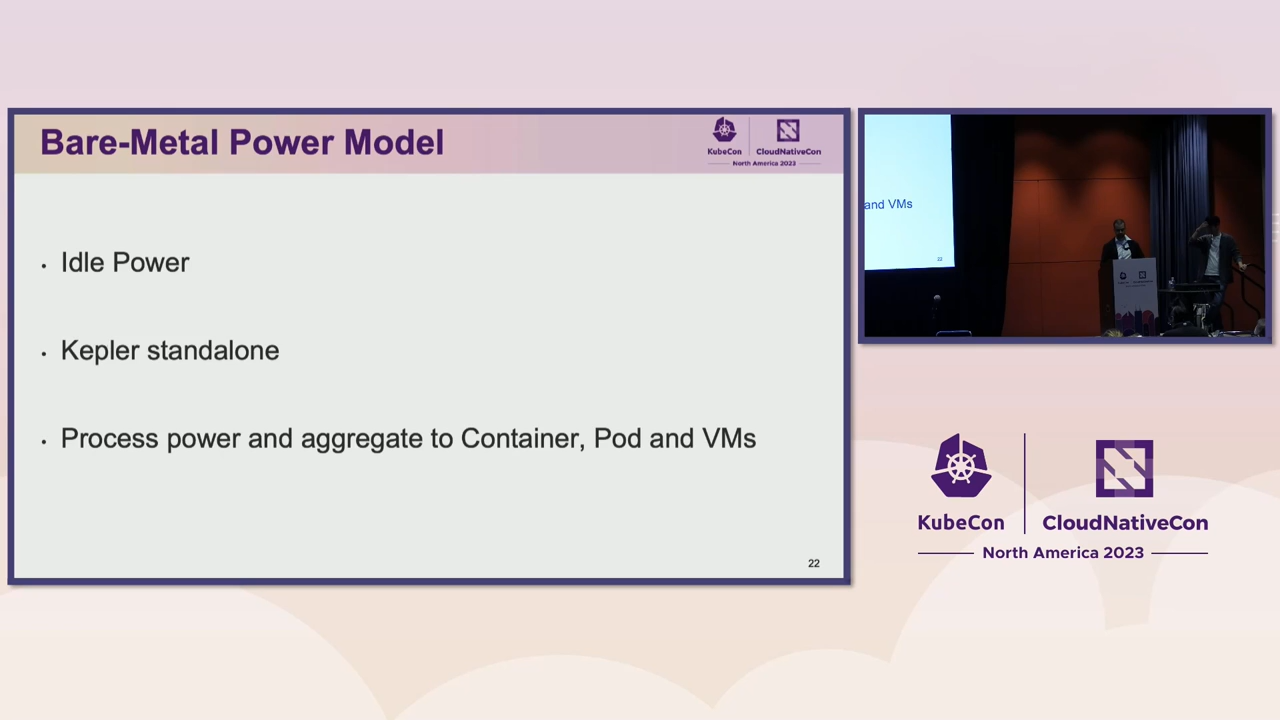 Bare-Metal Power Model
KubeCon
CloudNativeCon
North America 2023
Idle Power
Kepler standalone
Process power and aggregate to Container, Pod and VMs
22
and VMs
22
KubeCon
CloudNativeCon
North America 2023